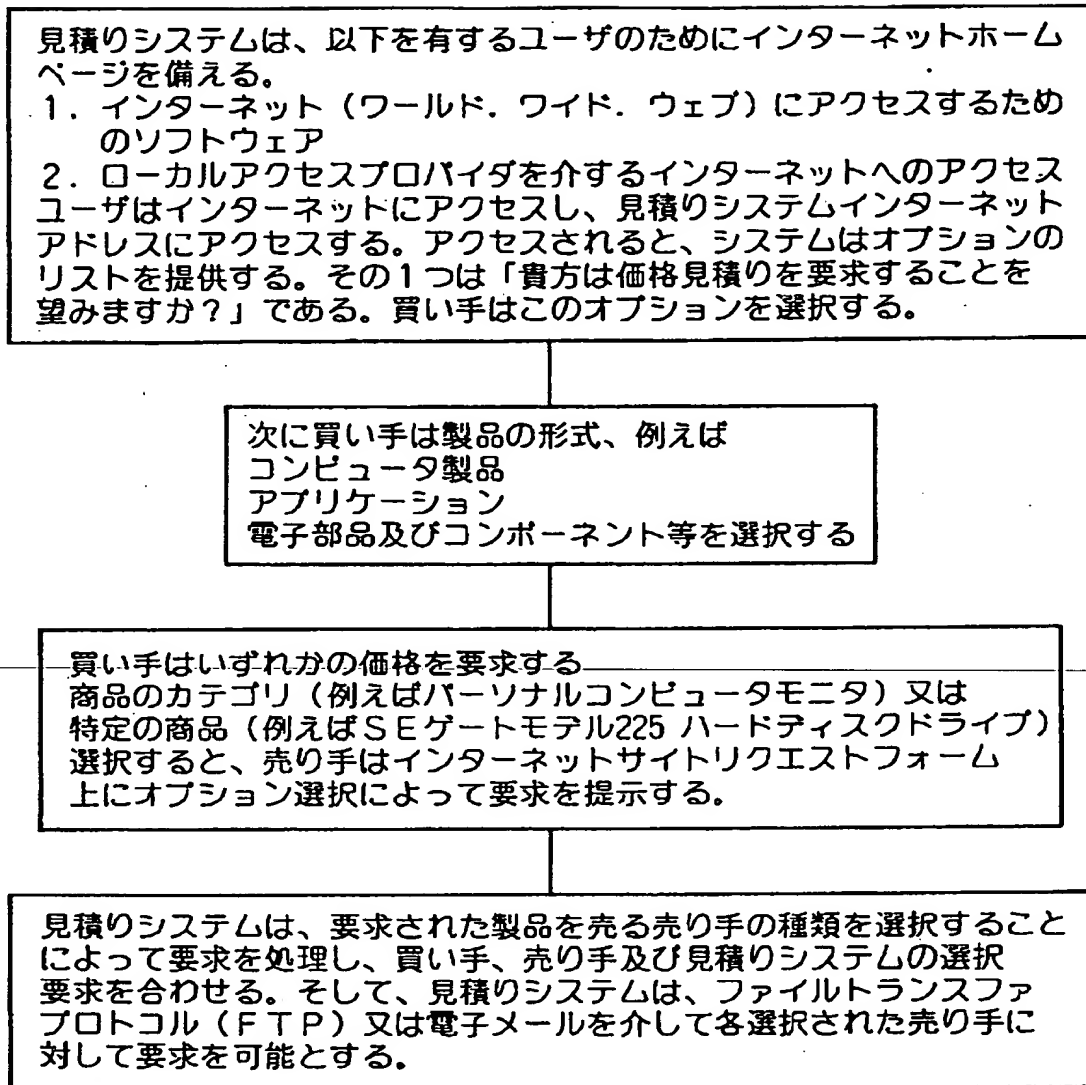 見積りシステムは、以下を有するユーザのためにインターネットホーム
ページを備える。
1．インターネット（ワールド．ワイド．ウェブ）にアクセスするため
のソフトウェア
2．ローカルアクセスプロバイダを介するインターネットへのアクセス
ユーザはインターネットにアクセスし、見積りシステムインターネット
アドレスにアクセスする。アクセスされると、システムはオプションの
リストを提供する。その1つは「貴方は価格見積りを要求することを
望みますか？」である。買い手はこのオプションを選択する。
次に買い手は製品の形式、例えば
コンピュータ製品
アプリケーション
電子部品及びコンポーネント等を選択する
買い手はいずれかの価格を要求する
商品のカテゴリ（例えばパーソナルコンピュータモニタ）又は
特定の商品（例えばSEゲートモデル225 ハードディスクドライブ）
選択すると、売り手はインターネットサイトリクエストフォーム
上にオプション選択によって要求を提示する。
見積りシステムは、要求された製品を売る売り手の種類を選択すること
によって要求を処理し、買い手、売り手及び見積りシステムの選択
要求を合わせる。そして、見積りシステムは、ファイルトランスファ
プロトコル（FTP）又は電子メールを介して各選択された売り手に
対して要求を可能とする。